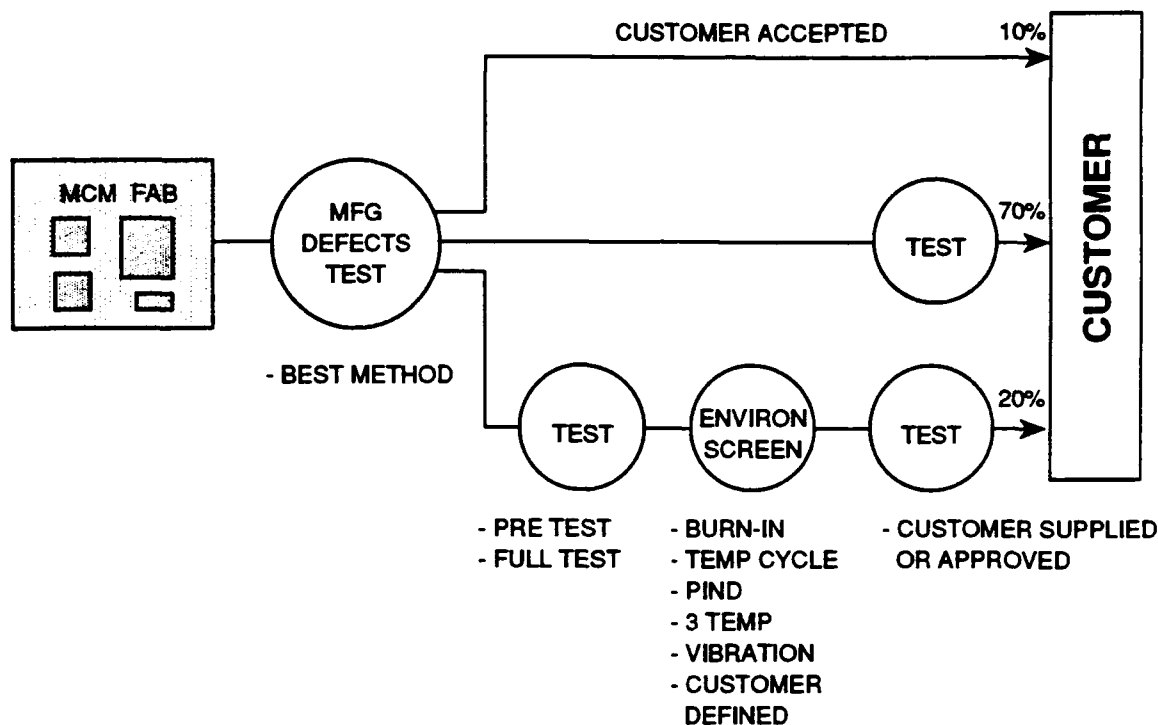 CUSTOMER ACCEPTED
10%
MCM FAB
MFG
DEFECTS
TEST
- BEST METHOD
TEST
70%
TEST
- PRE TEST
- FULL TEST
ENVIRON
SCREEN
- BURN-IN
- TEMP CYCLE
- PIND
- 3 TEMP
- VIBRATION
- CUSTOMER
DEFINED
TEST
20%
- CUSTOMER SUPPLIED
OR APPROVED
CUSTOMER